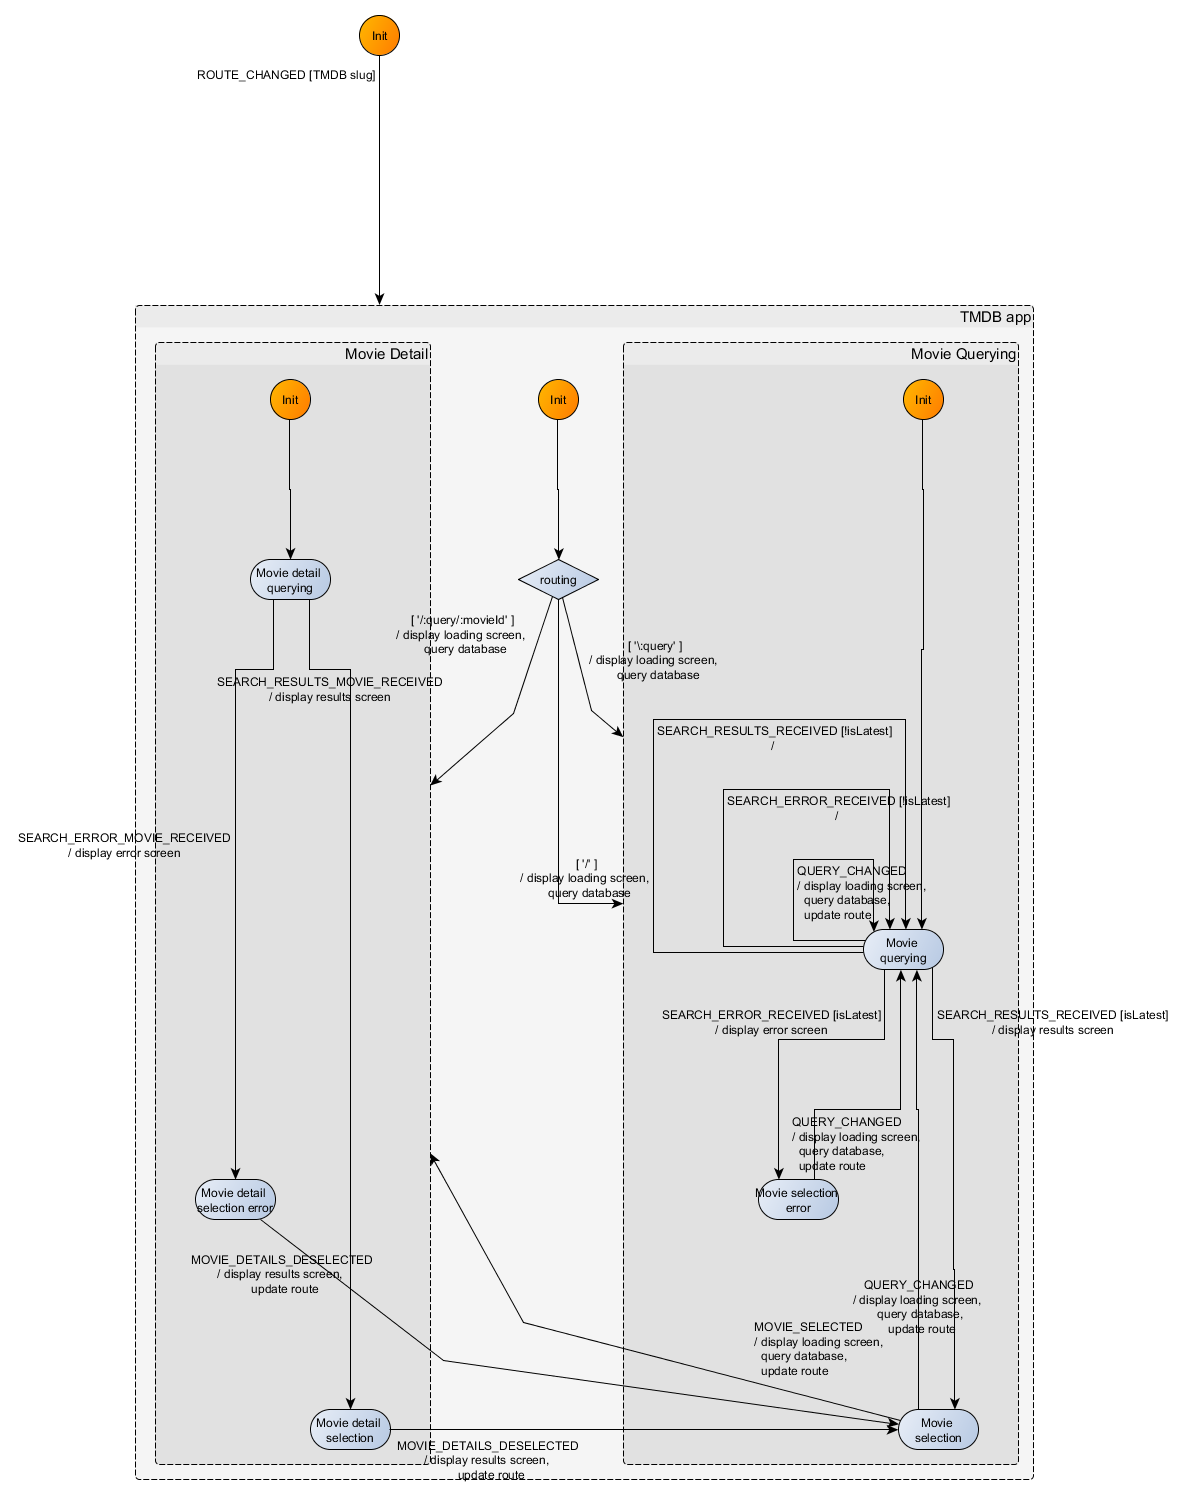 Init
ROUTE_CHANGED [TMDB slug]
TMDB app
Movie Detail
Movie Querying
Init
Init
Init
Movie detail
querying
routing
[ '/:query/:movieId' ]
/ display loading screen,
query database
[ '\:query' ]
/ display loading screen,
query database
SEARCH_RESULTS_MOVIE_RECEIVED
/ display results screen
SEARCH_RESULTS_RECEIVED [!isLatest]
/
SEARCH_ERROR_RECEIVED [!isLatest]
/
SEARCH_ERROR_MOVIE_RECEIVED
/ display error screen
[ '/' ]
/ display loading screen,
query database
QUERY_CHANGED
/ display loading screen,
query database,
update route
Movie
querying
SEARCH_ERROR_RECEIVED [isLatest]
/ display error screen
SEARCH_RESULTS_RECEIVED [isLatest]
/ display results screen
QUERY_CHANGED
/ display loading screen,
query database,
update route
Movie detail
selection error
Movie selection
error
MOVIE_DETAILS_DESELECTED
/ display results screen,
update route
QUERY_CHANGED
/ display loading screen,
query database,
update route
MOVIE_SELECTED
/ display loading screen,
query database,
update route
Movie detail
selection
Movie
selection
MOVIE_DETAILS_DESELECTED
/ display results screen,
update route